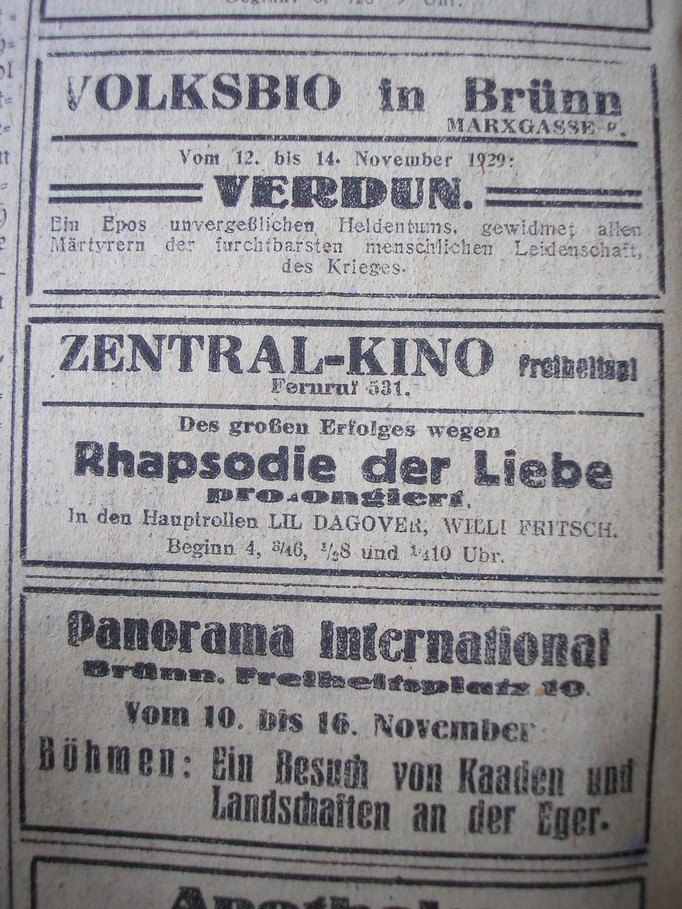 VOLKSBIO in Brünn
MARXGASSE
Vom 12. bis 14. November 1929:
VERDUN.
Ein Epos unvergeßlichen Heldentums, gewidmet allen
Märtyrern der furchtbarsten menschlichen Leidenschaft,
des Krieges.
ZENTRAL-KINO Freiheitspl
Fernruf 531.
Des großen Erfolges wegen
Rhapsodie der Liebe
prolongiert.
In den Hauptrollen LIL DAGOVER, WILLI FRITSCH.
Beginn 4, 3/46, 1/28 und 1/410 Uhr.
Panorama International
Brünn, Freiheitsplatz 10.
Vom 10. bis 16. November
Böhmen: Ein Besuch von Kaaden und
Landschaften an der Eger.